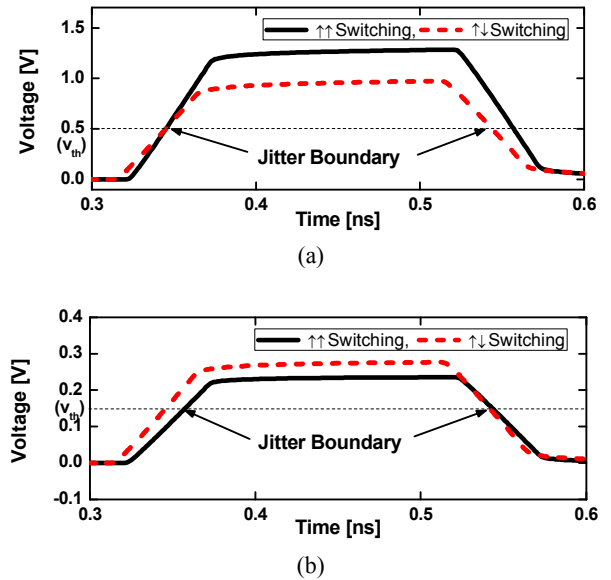 ↑↑ Switching, ↑↓ Switching
Voltage [V]
1.5
1.0
0.5
(vth)
0.0
Jitter Boundary
0.3 0.4 0.5 0.6
Time [ns]
(a)
↑↑ Switching, ↑↓ Switching
Voltage [V]
0.4
0.3
0.2
(vth)
0.1
0.0
-0.1
Jitter Boundary
0.3 0.4 0.5 0.6
Time [ns]
(b)